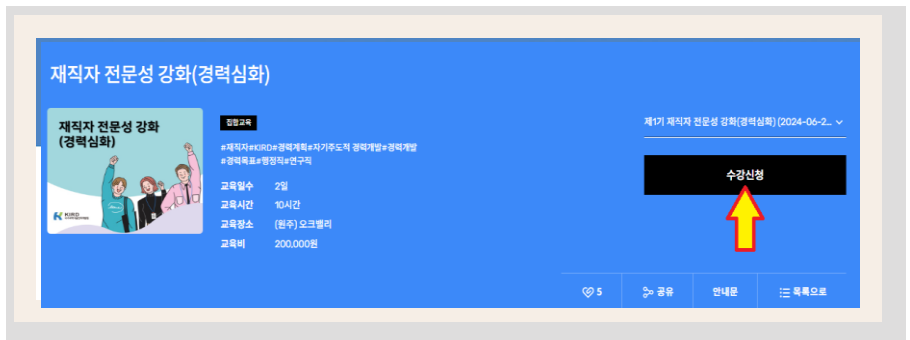 재직자 전문성 강화(경력심화)
재직자 전문성 강화
(경력심화)
KIRD
집합교육
#재직자#KIRD#경력계획#자기주도적 경력개발#경력개발
#경력목표#행정직#연구직
교육일수 2일
교육시간 10시간
교육장소 (원주) 오크밸리
교육비 200,000원
제1기 재직자 전문성 강화(경력심화) (2024-06-2...
수강신청
5
공유
안내문
목록으로